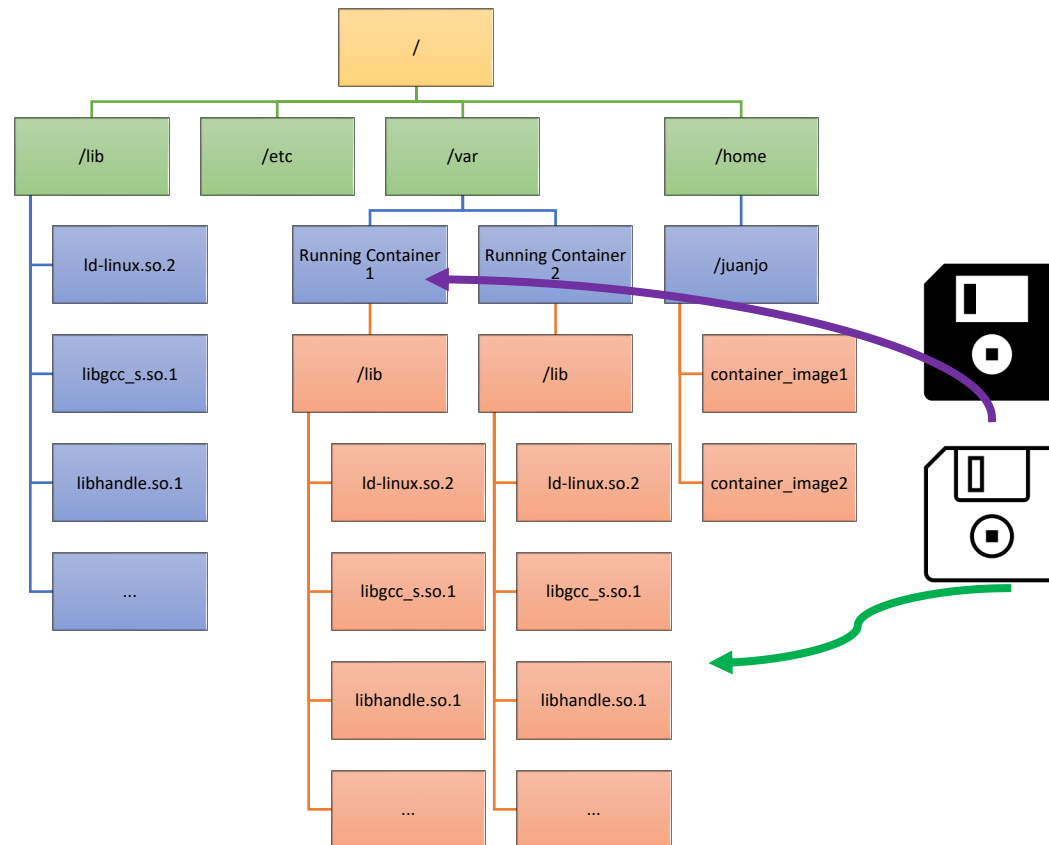 /
/lib
/etc
/var
/home
ld-linux.so.2
libgcc_s.so.1
libhandle.so.1
...
Running Container
1
/lib
ld-linux.so.2
libgcc_s.so.1
libhandle.so.1
...
Running Container
2
/lib
ld-linux.so.2
libgcc_s.so.1
libhandle.so.1
...
/juanjo
container_image1
container_image2